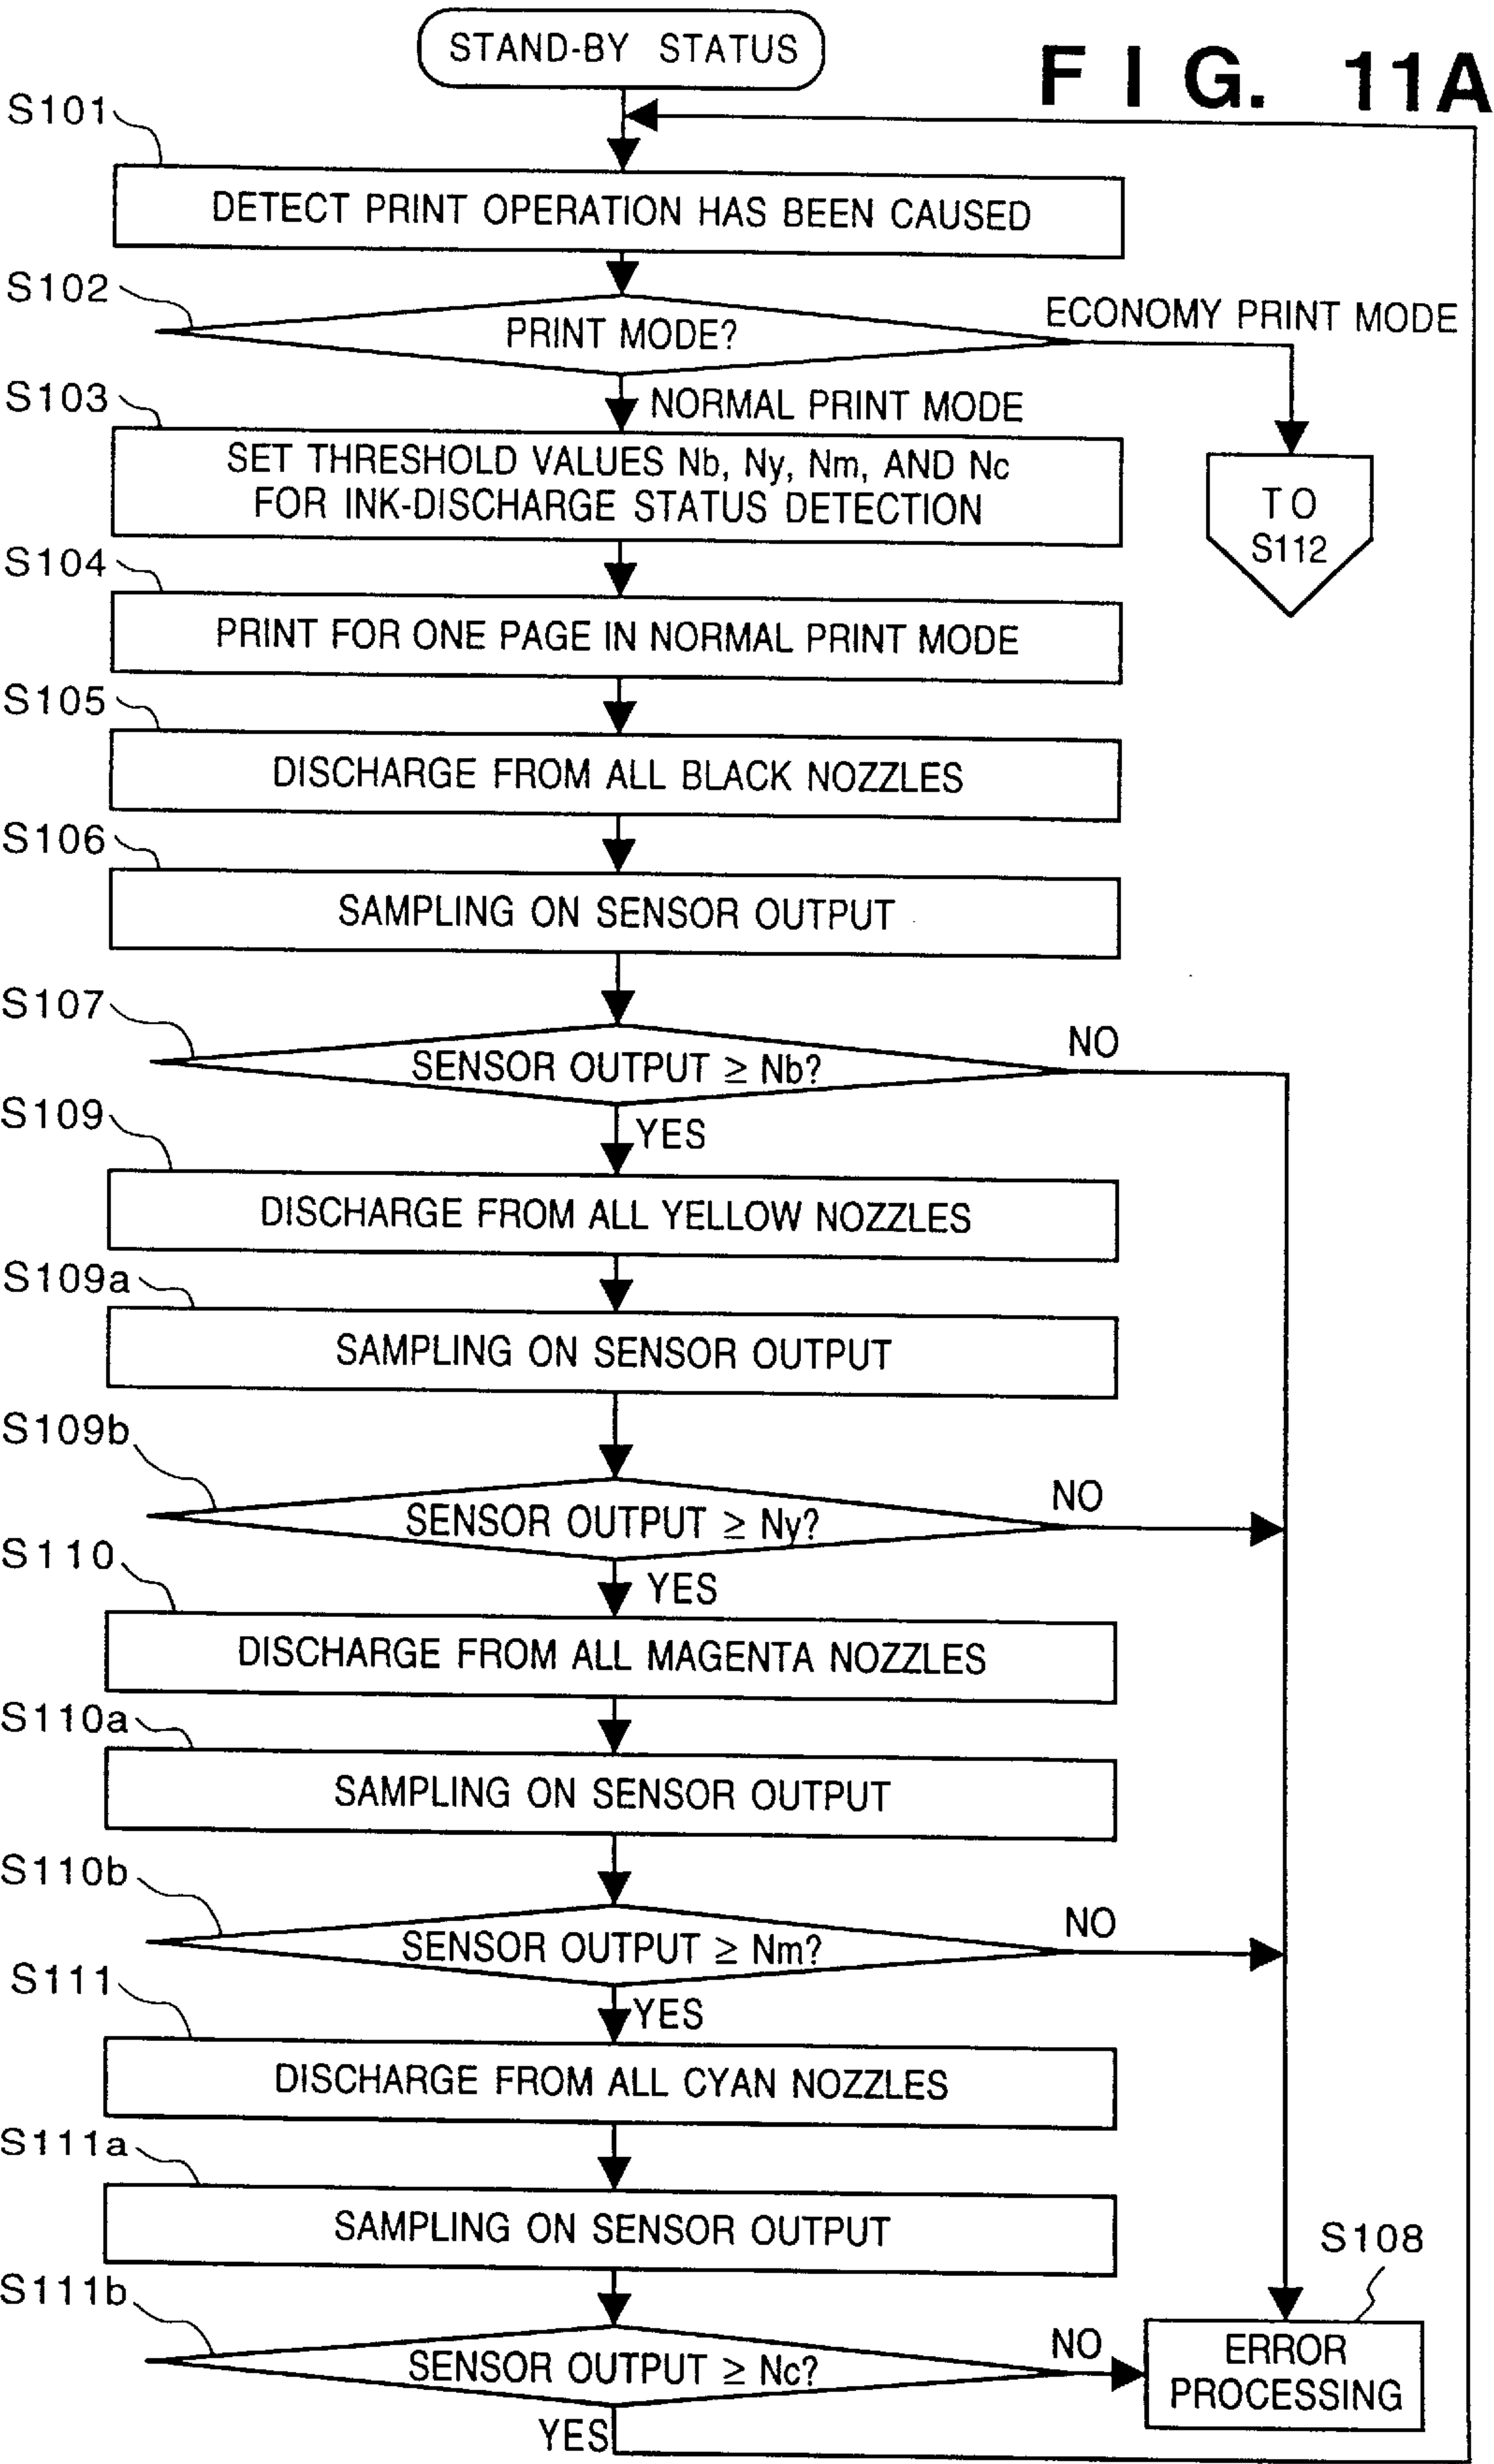 STAND-BY STATUS
FIG. 11A
S101
DETECT PRINT OPERATION HAS BEEN CAUSED
S102
PRINT MODE?
ECONOMY PRINT MODE
S103
NORMAL PRINT MODE
SET THRESHOLD VALUES Nb, Ny, Nm, AND Nc
FOR INK-DISCHARGE STATUS DETECTION
TO
S112
S104
PRINT FOR ONE PAGE IN NORMAL PRINT MODE
S105
DISCHARGE FROM ALL BLACK NOZZLES
S106
SAMPLING ON SENSOR OUTPUT
S107
SENSOR OUTPUT ≥ Nb?
NO
YES
S109
DISCHARGE FROM ALL YELLOW NOZZLES
S109a
SAMPLING ON SENSOR OUTPUT
S109b
SENSOR OUTPUT ≥ Ny?
NO
YES
S110
DISCHARGE FROM ALL MAGENTA NOZZLES
S110a
SAMPLING ON SENSOR OUTPUT
S110b
SENSOR OUTPUT ≥ Nm?
NO
YES
S111
DISCHARGE FROM ALL CYAN NOZZLES
S111a
SAMPLING ON SENSOR OUTPUT
S111b
SENSOR OUTPUT ≥ Nc?
NO
YES
S108
ERROR
PROCESSING